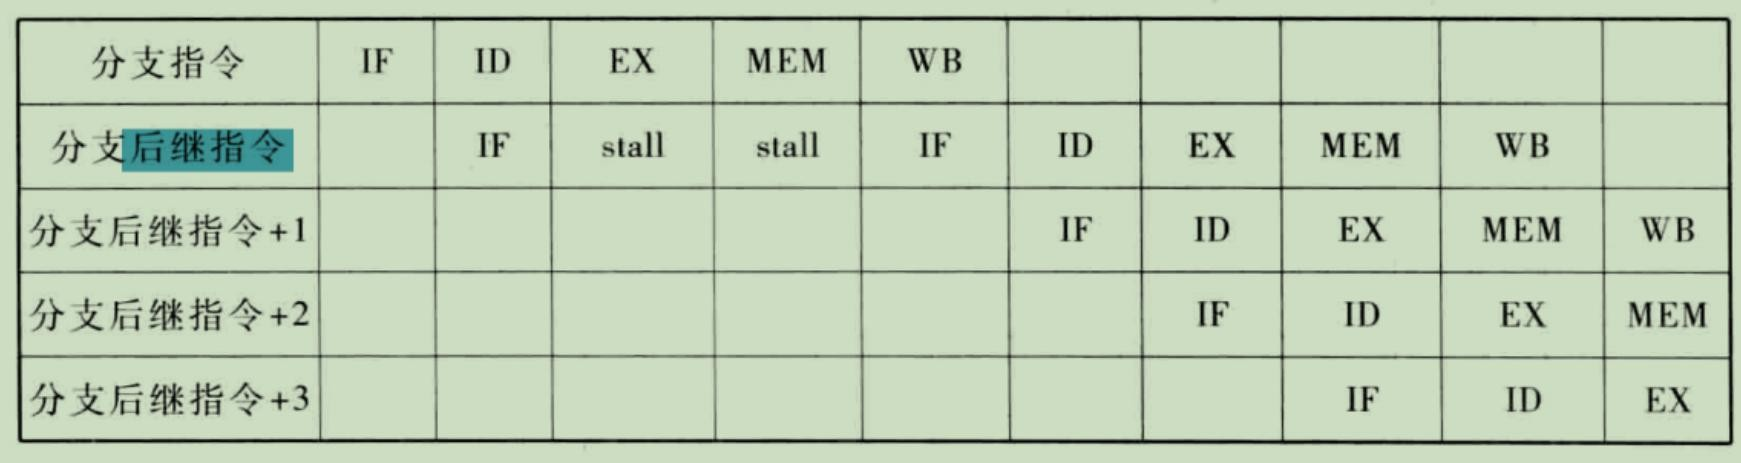 分支指令 IF ID EX MEM WB
分支后继指令 IF stall stall IF ID EX MEM WB
分支后继指令+1 IF ID EX MEM WB
分支后继指令+2 IF ID EX MEM
分支后继指令+3 IF ID EX